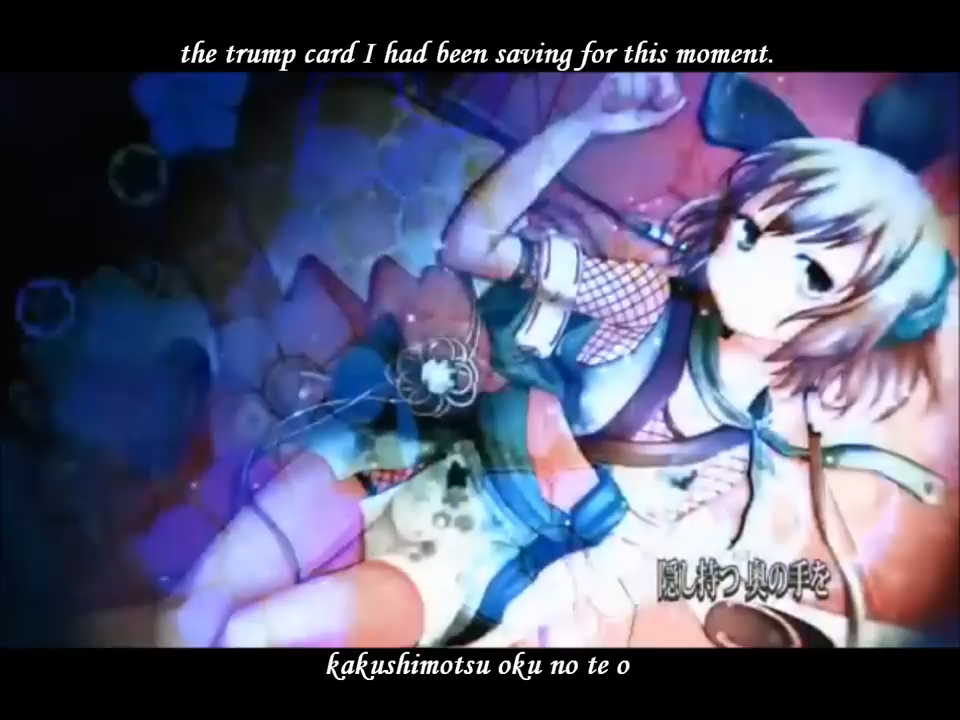 the trump card I had been saving for this moment.
隠し持つ 奥の手を
kakushimotsu oku no te o